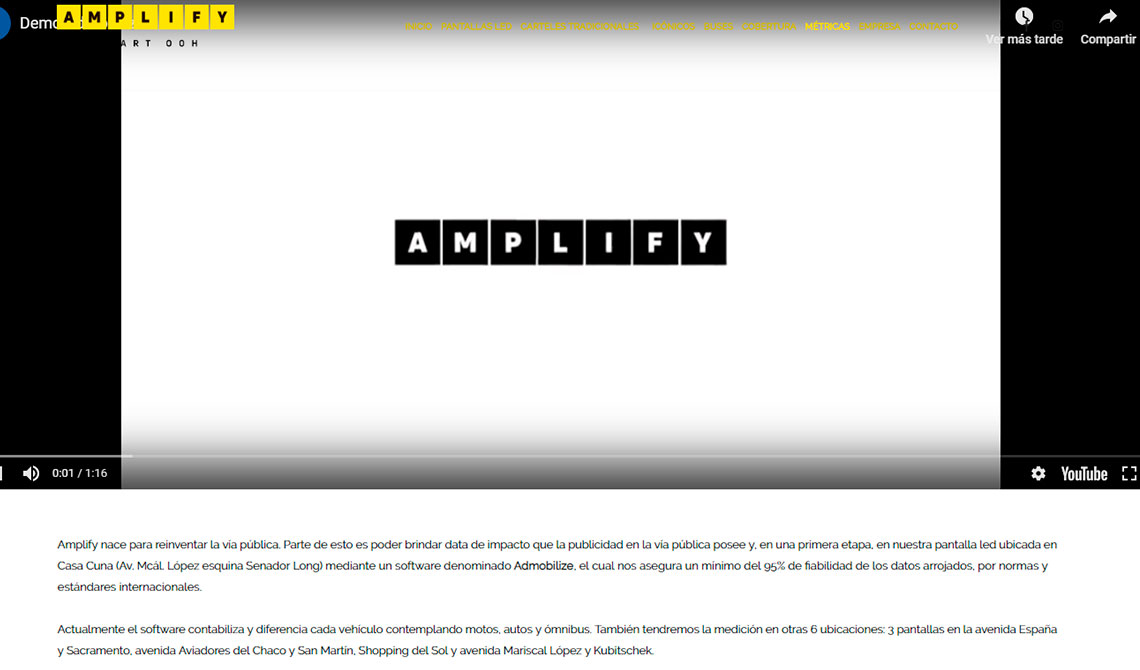 Demo
AMPLIFY
ART OOH
INICIO PANTALLAS LED CARTELES TRADICIONALES MÉTRICAS EMPRESA CONTACTO
Ver más tarde
Compartir
AMPLIFY
0:01 / 1:16
YouTube
Amplify nace para reinventar la vía pública. Parte de esto es poder brindar data de impacto que la publicidad en la vía pública posee y, en una primera etapa, en nuestra pantalla led ubicada en
Casa Cuna (Av. Mcál. López esquina Senador Long) mediante un software denominado Admobilize, el cual nos asegura un mínimo del 95% de fiabilidad de los datos arrojados, por normas y
estándares internacionales.
Actualmente el software contabiliza y diferencia cada vehículo contemplando motos, autos y ómnibus. También tendremos la medición en otras 6 ubicaciones: 3 pantallas en la avenida España
y Sacramento, avenida Aviadores del Chaco y San Martín, Shopping del Sol y avenida Mariscal López y Kubitschek.